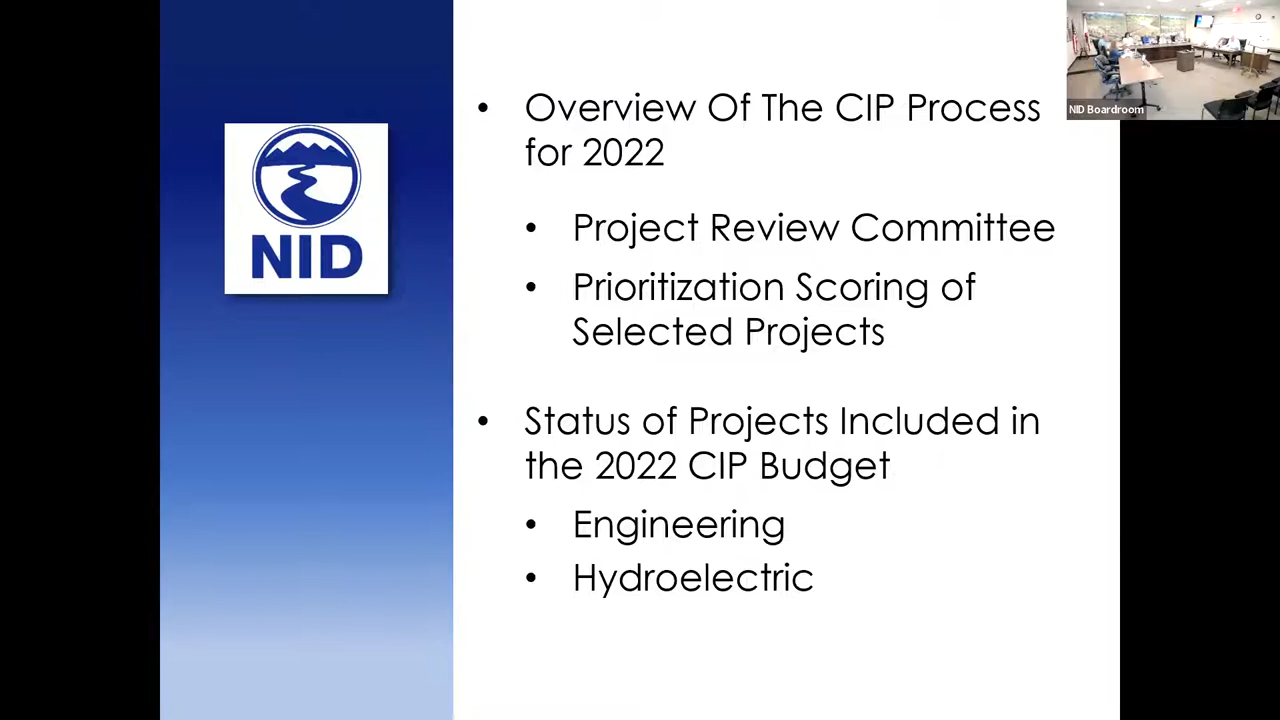 NID Boardroom
NID
• Overview Of The CIP Process
for 2022
• Project Review Committee
• Prioritization Scoring of
Selected Projects
• Status of Projects Included in
the 2022 CIP Budget
• Engineering
• Hydroelectric